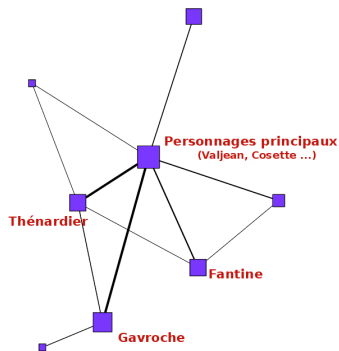 Personnages principaux
(Valjean, Cosette ...)
Thénardier
Fantine
Gavroche